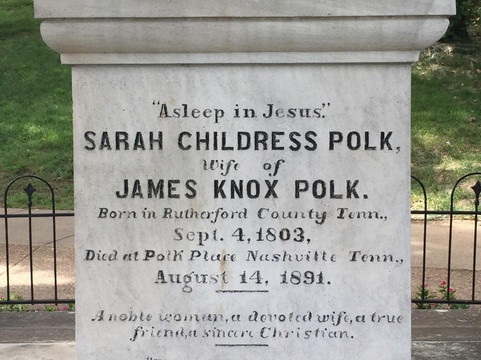 "Asleep in Jesus."
SARAH CHILDRESS POLK,
Wife of
JAMES KNOX POLK.
Born in Rutherford County Tenn.,
Sept. 4, 1803,
Died at Polk Place Nashville Tenn.,
August 14, 1891.
A noble woman, a devoted wife, a true
friend, a sincere Christian.